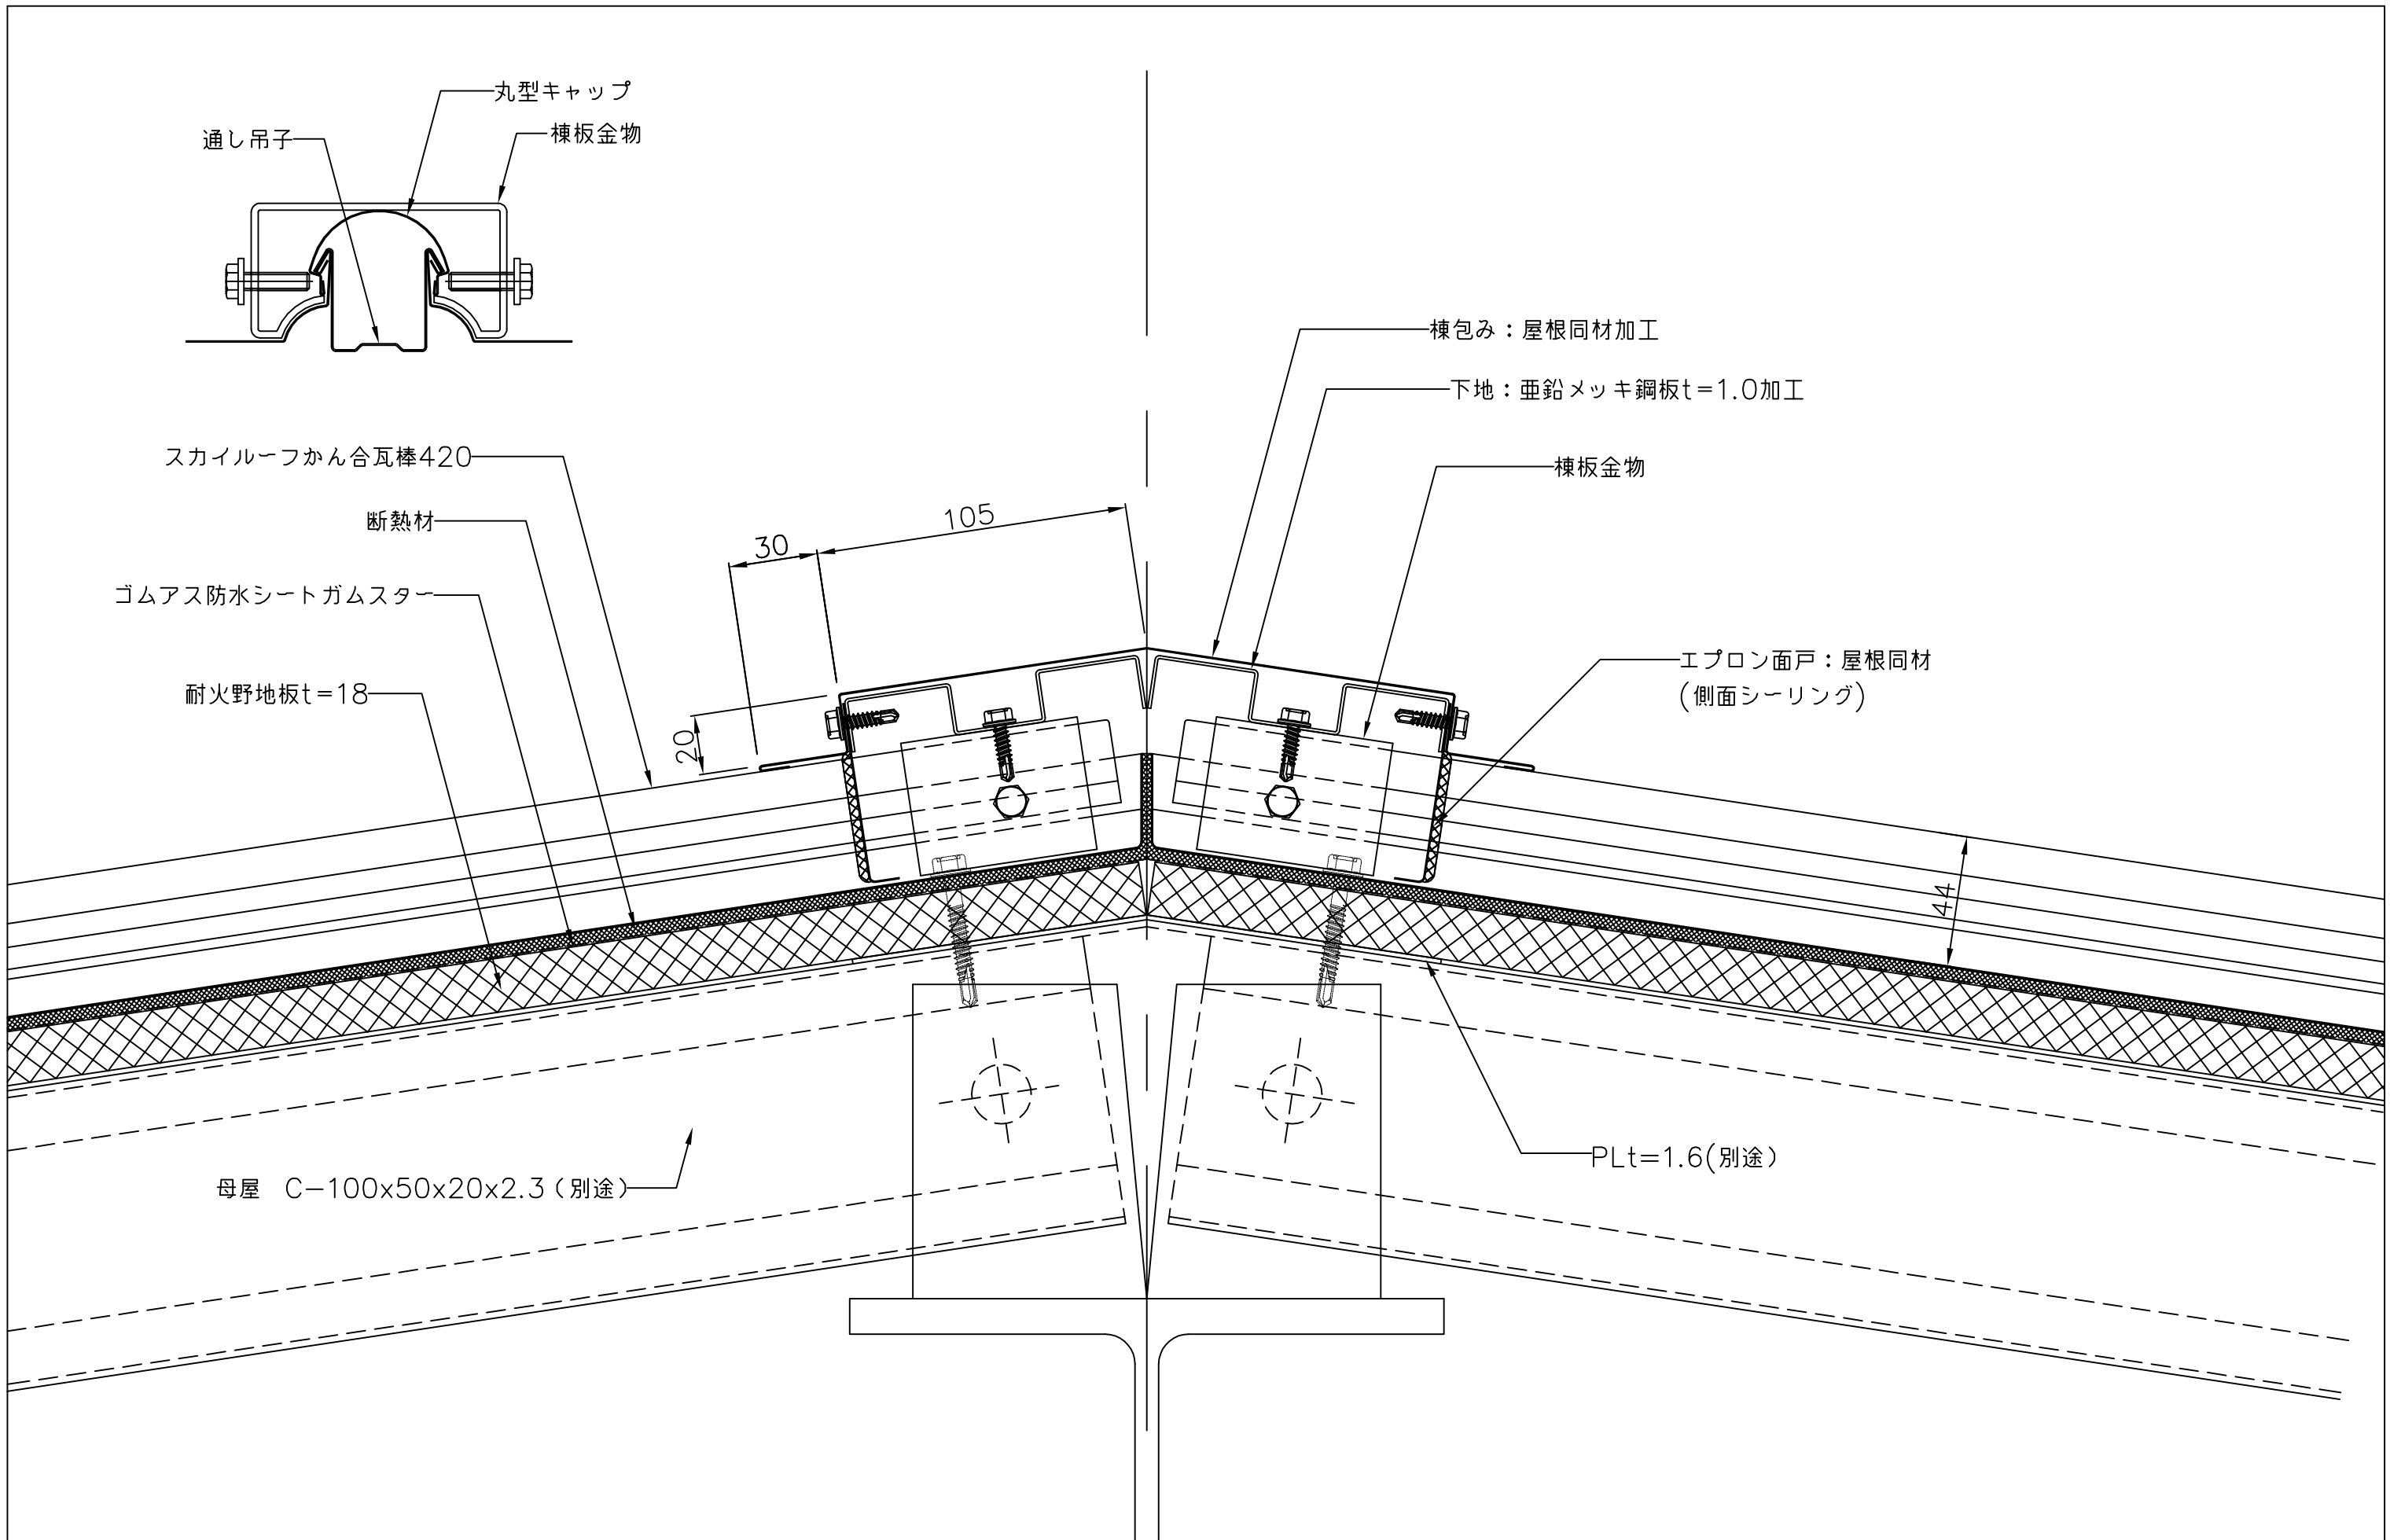 丸型キャップ
棟板金物
通し吊子
棟包み：屋根同材加工
下地：亜鉛メッキ鋼板t=1.0加工
スカイルーフかん合瓦棒420
棟板金物
断熱材
105
30
ゴムアス防水シートガムスター
エプロン面戸：屋根同材
(側面シーリング)
耐火野地板t=18
20
44
PLt=1.6(別途)
母屋　C-100x50x20x2.3(別途)